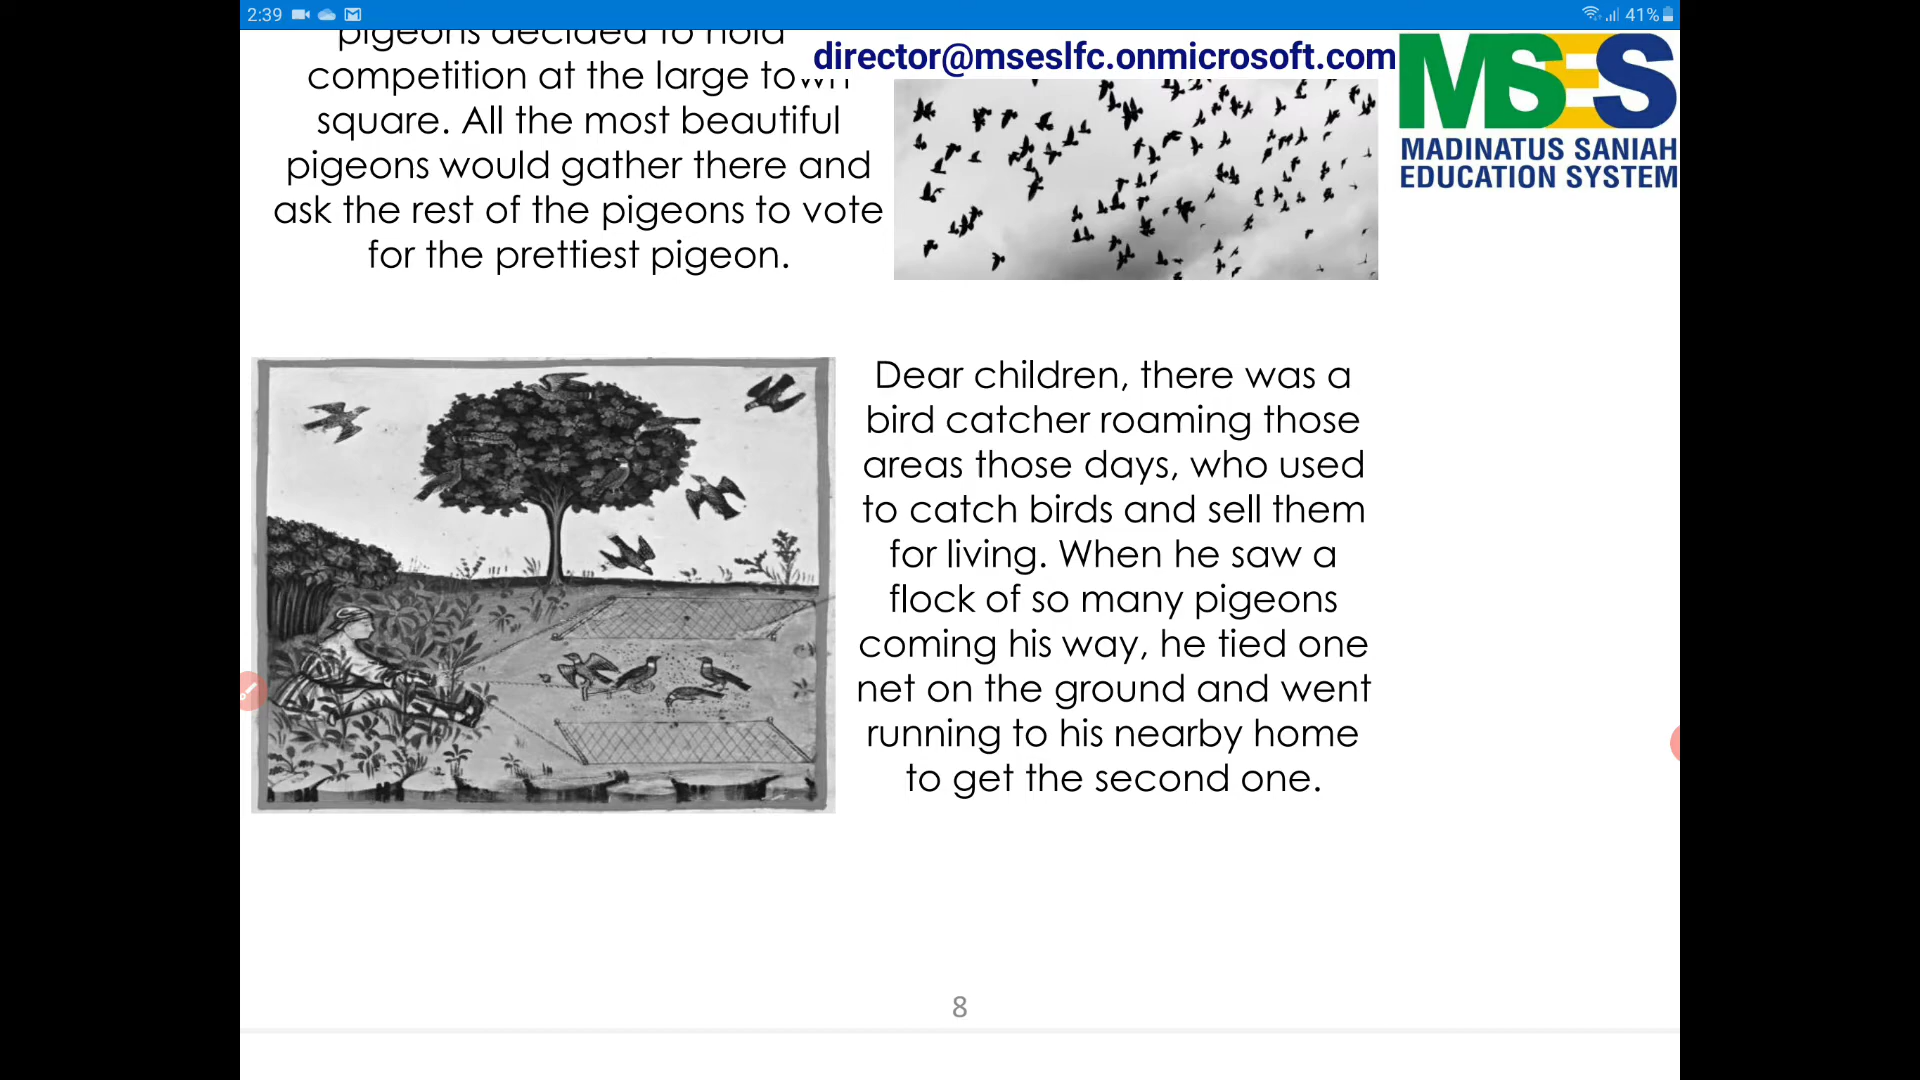 2:39
41%
director@mseslfc.onmicrosoft.com
MSES
MADINATUS SANIAH
EDUCATION SYSTEM
pigeons decided to hold
competition at the large town
square. All the most beautiful
pigeons would gather there and
ask the rest of the pigeons to vote
for the prettiest pigeon.
Dear children, there was a
bird catcher roaming those
areas those days, who used
to catch birds and sell them
for living. When he saw a
flock of so many pigeons
coming his way, he tied one
net on the ground and went
running to his nearby home
to get the second one.
8